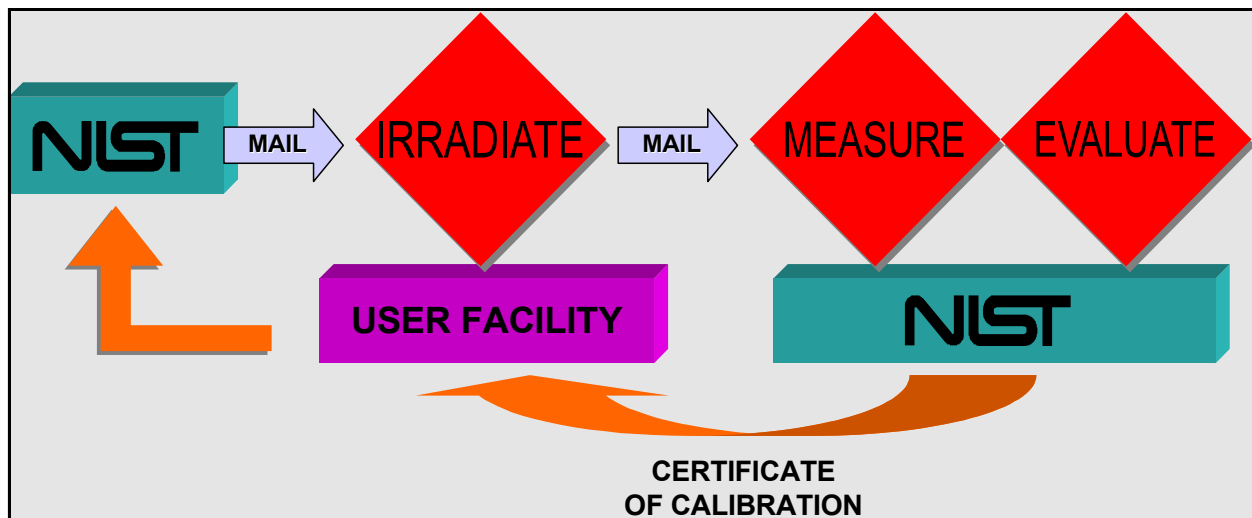 NIST
MAIL
IRRADIATE
MAIL
MEASURE
EVALUATE
USER FACILITY
NIST
CERTIFICATE
OF CALIBRATION